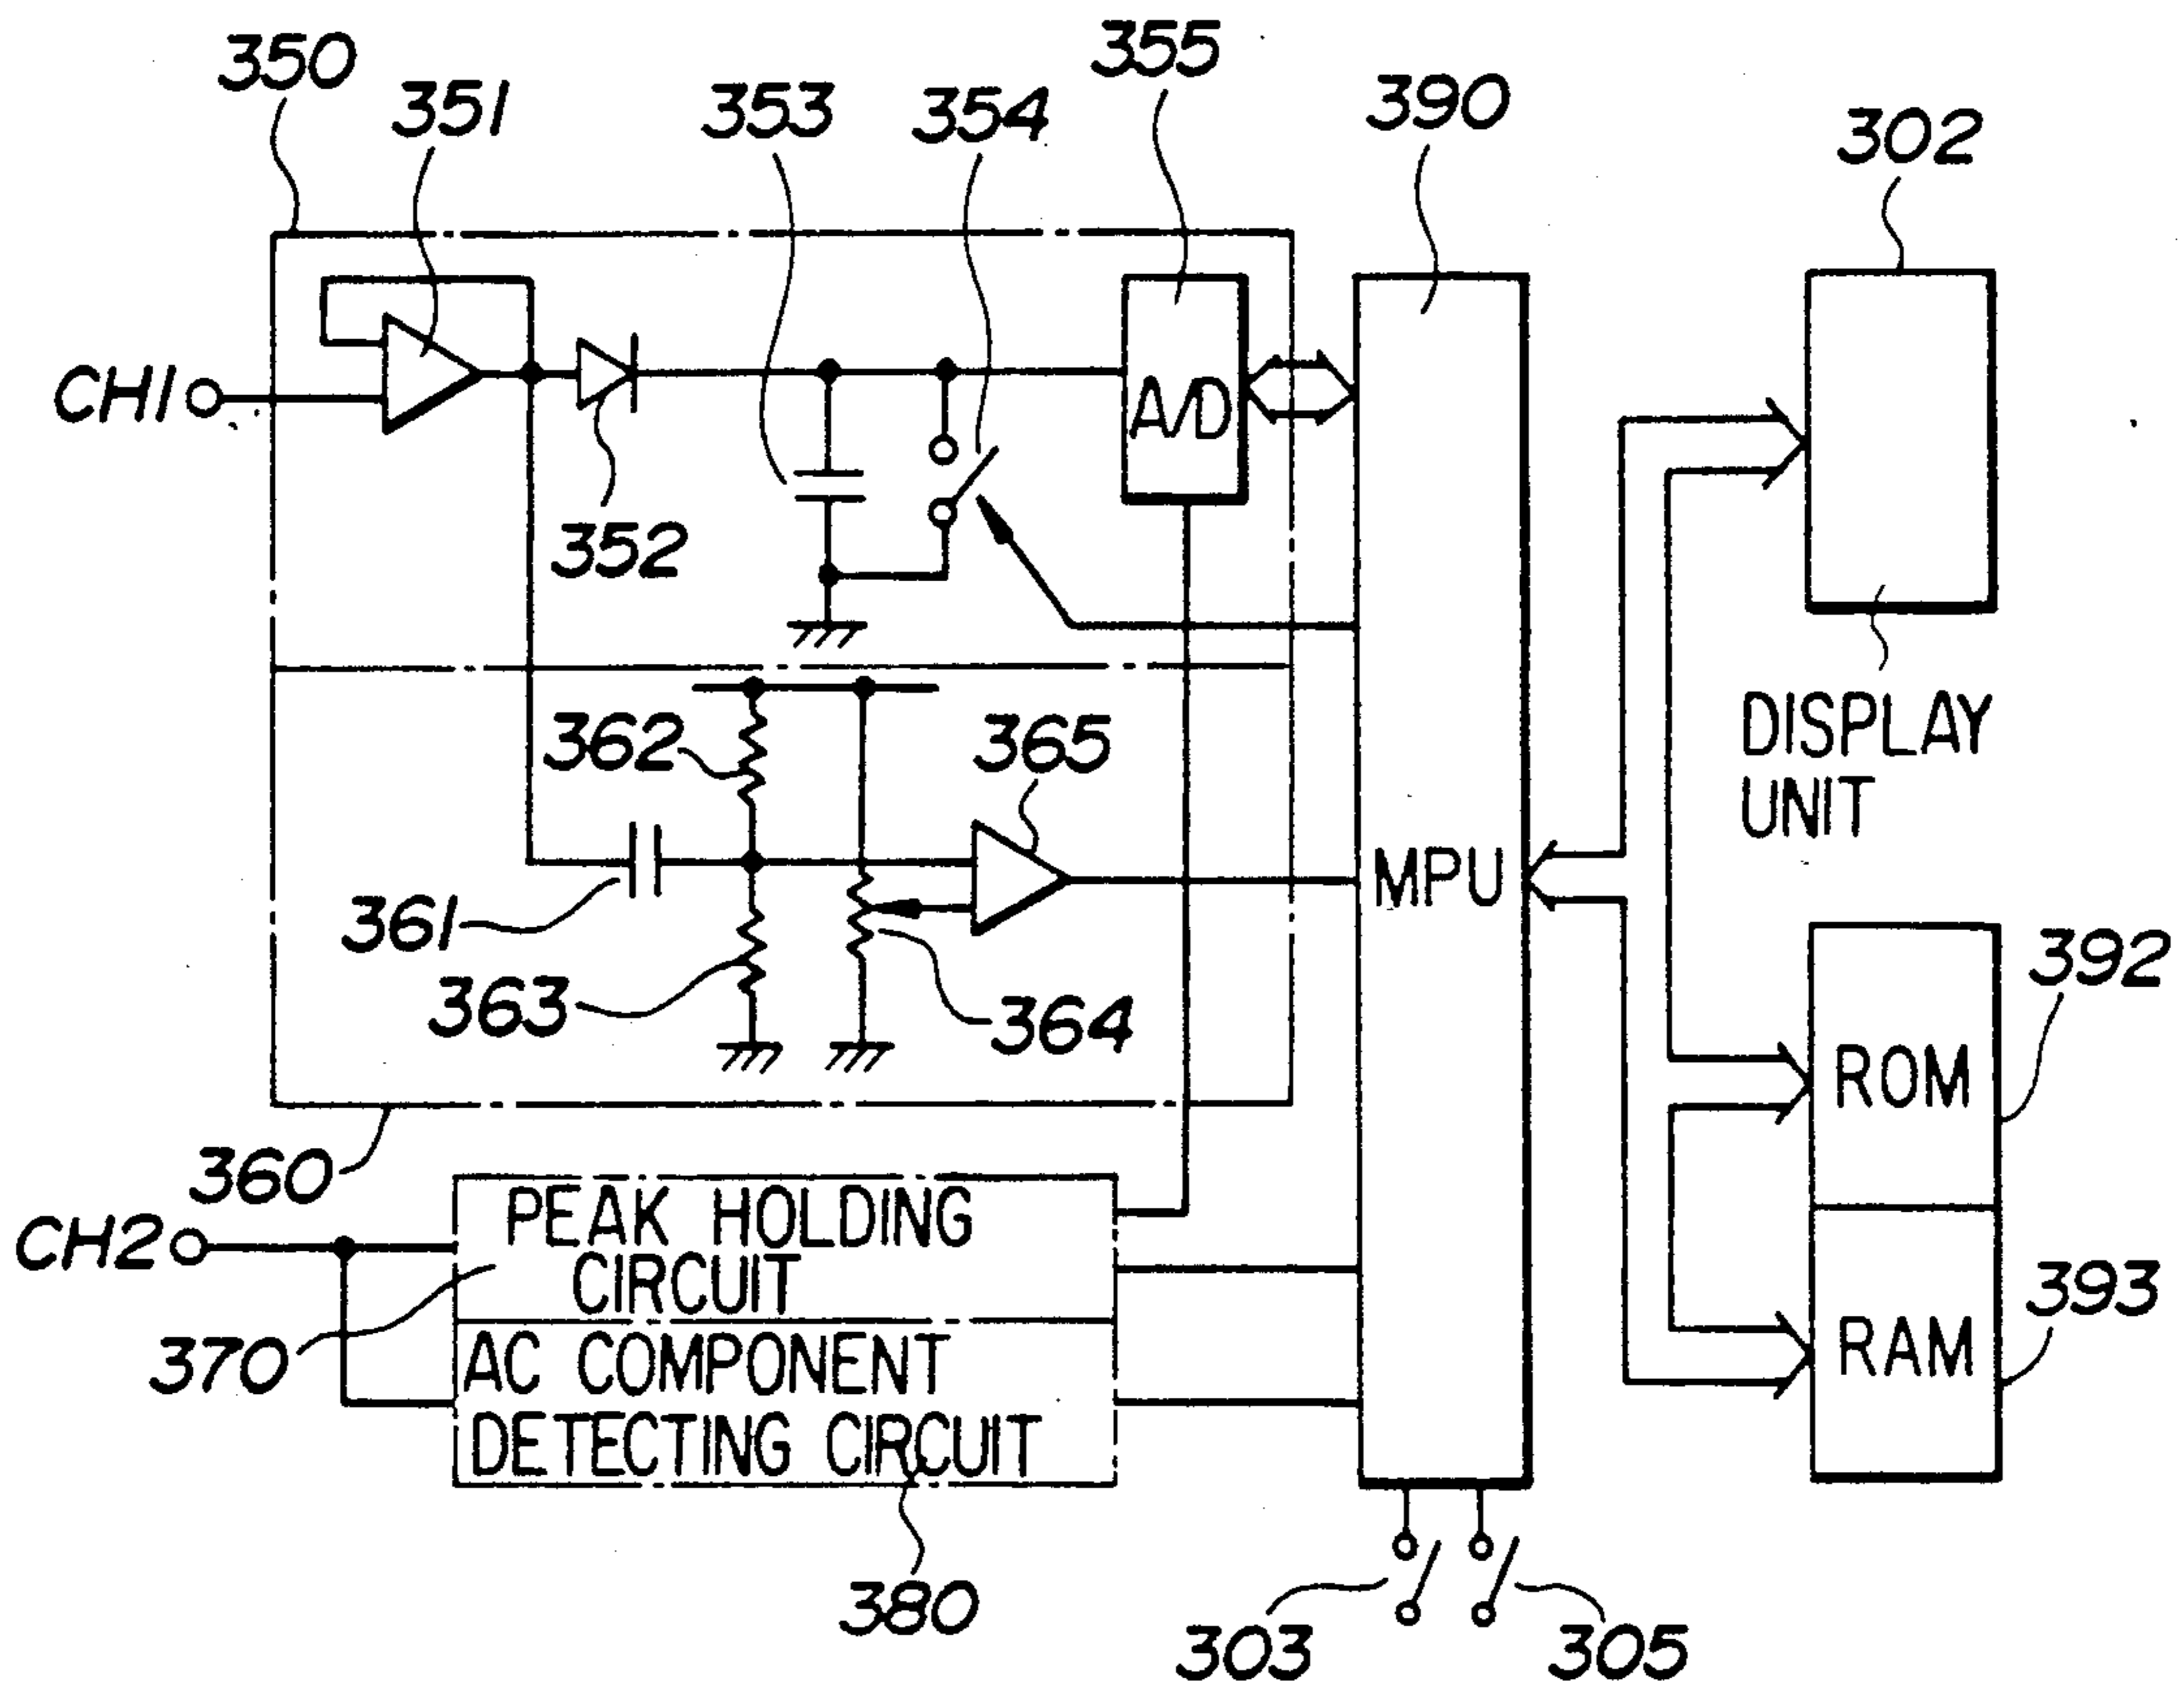 350
351
353
354
355
390
302
CH1
A/D
352
DISPLAY
UNIT
362
365
MPU
361
363
364
392
ROM
360
PEAK HOLDING
CIRCUIT
CH2
370
AC COMPONENT
DETECTING CIRCUIT
393
RAM
380
303
305